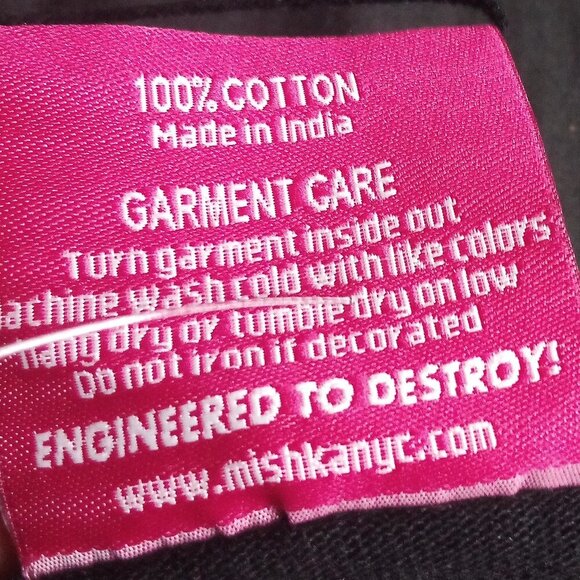 100% COTTON
Made in India
GARMENT CARE
Turn garment inside out
achine wash cold with like colors
hang dry or tumble dry on low
Do not iron if decorated
ENGINEERED TO DESTROY!
www.mishkanyc.com